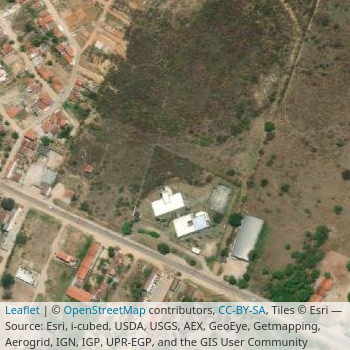 Leaflet | © OpenStreetMap contributors, CC-BY-SA, Tiles © Esri —
Source: Esri, i-cubed, USDA, USGS, AEX, GeoEye, Getmapping,
Aerogrid, IGN, IGP, UPR-EGP, and the GIS User Community